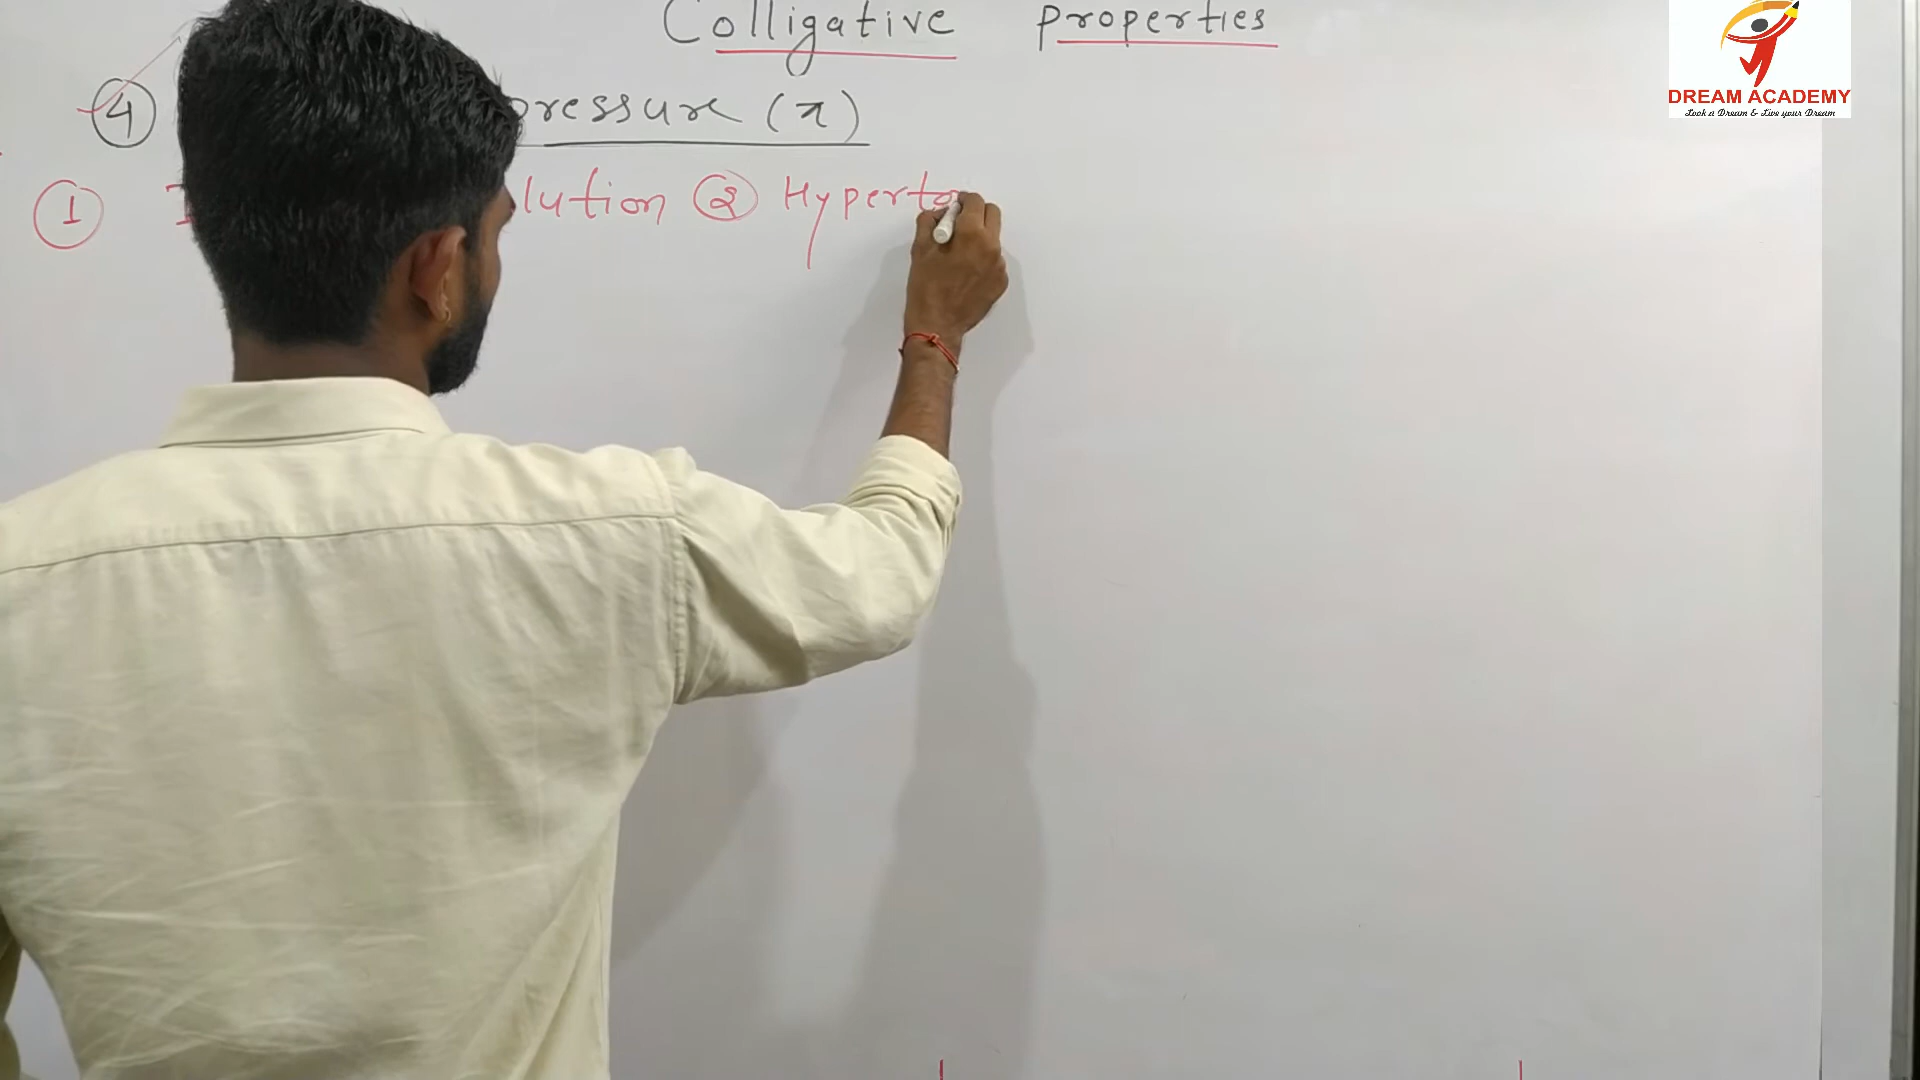 Colligative properties
④ pressure (π)
① I lution ② Hyperto
DREAM ACADEMY
Look a Dream & Live your Dream